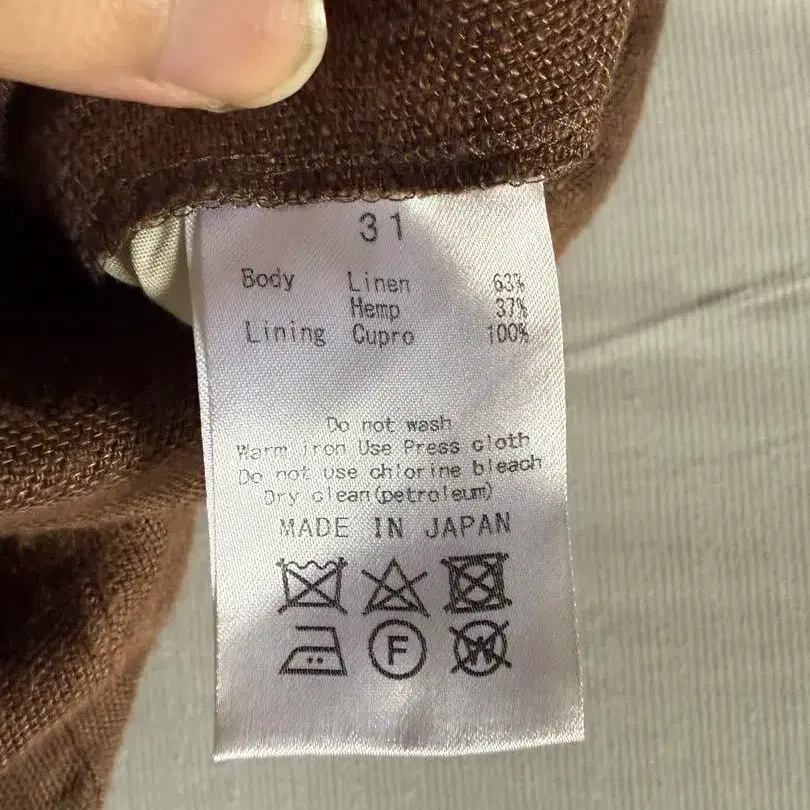 31
Body Linen 63%
Hemp 37%
Lining Cupro 100%
Do not wash
Warm iron Use Press cloth
Do not use chlorine bleach
Dry clean(petroleum)
MADE IN JAPAN
F W